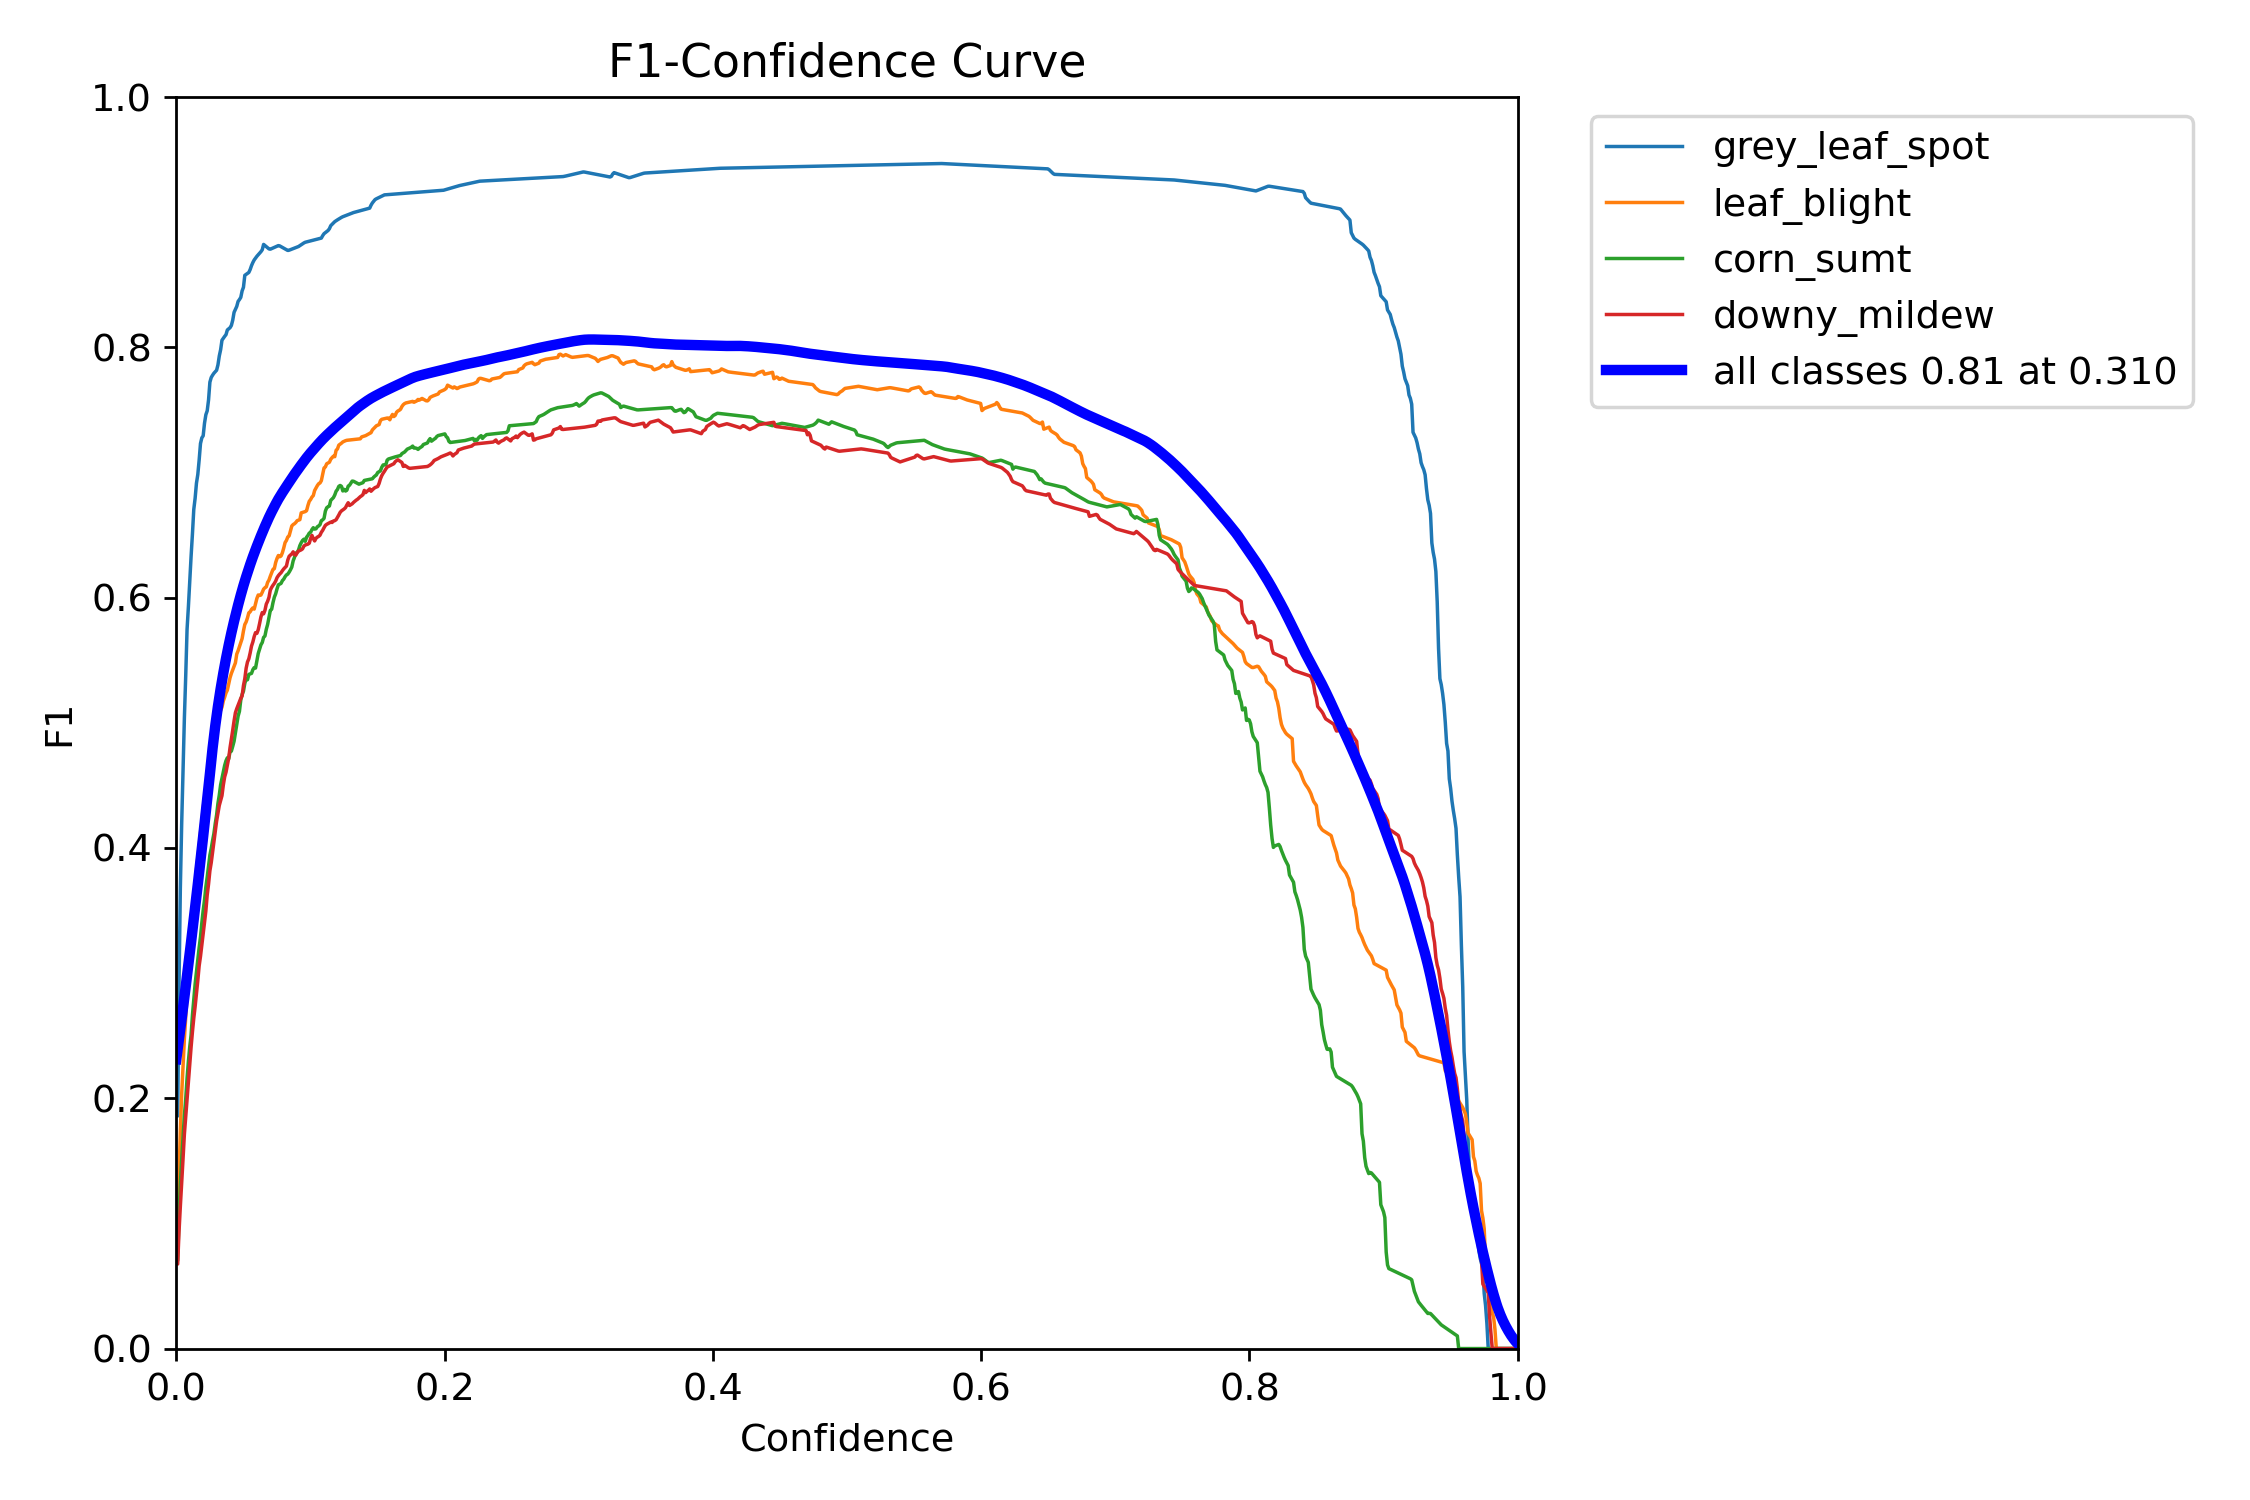 F1-Confidence Curve
1.0
0.8
0.6
0.4
0.2
0.0
F1
0.0 0.2 0.4 0.6 0.8 1.0
Confidence
grey_leaf_spot
leaf_blight
corn_sumt
downy_mildew
all classes 0.81 at 0.310